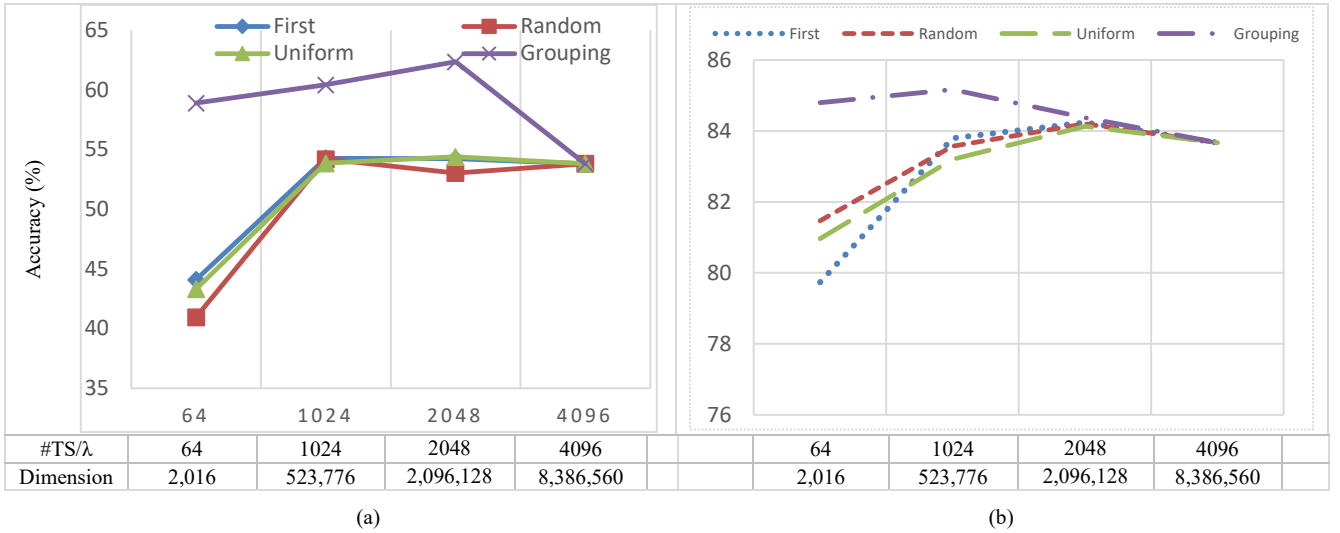 First Random
Uniform Grouping
65
60
55
50
45
40
35
Accuracy (%)
64 1024 2048 4096
First Random Uniform Grouping
86
84
82
80
78
76
#TS/λ 64 1024 2048 4096 64 1024 2048 4096
Dimension 2,016 523,776 2,096,128 8,386,560 2,016 523,776 2,096,128 8,386,560
(a) (b)